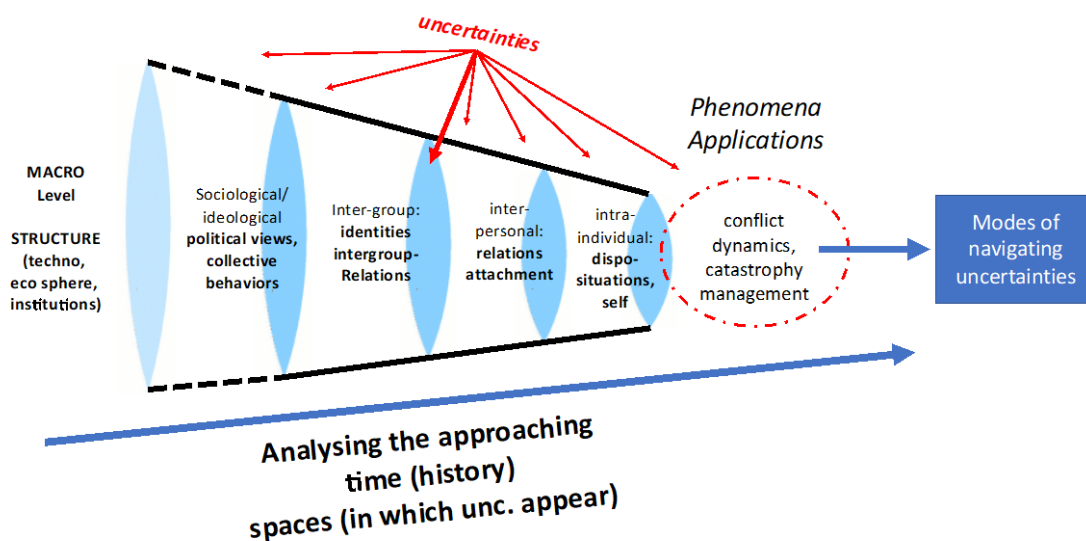 uncertainties
Phenomena
Applications
MACRO
Level
STRUCTURE
(techno,
eco sphere,
institutions)
Sociological/
ideological
political views,
collective
behaviors
Inter-group:
identities
intergroup-
Relations
inter-
personal:
relations
attachment
intra-
individual:
dispo-
situations,
self
conflict
dynamics,
catastrophy
management
Modes of
navigating
uncertainties
Analysing the approaching
time (history)
spaces (in which unc. appear)